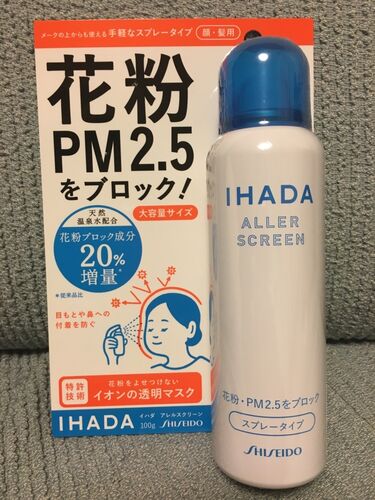 メークの上からも使える 手軽なスプレータイプ 顔・髪用
花粉
PM2.5
をブロック!
天然
温泉水配合
大容量サイズ
花粉ブロック成分
20%
増量*
*従来品比
目もとや鼻への
付着を防ぐ
特許
技術
花粉をよせつけない
イオンの透明マスク
IHADA
イハダ アレルスクリーン
100g
SHISEIDO
IHADA
ALLER
SCREEN
花粉・PM2.5をブロック
スプレータイプ
SHISEIDO